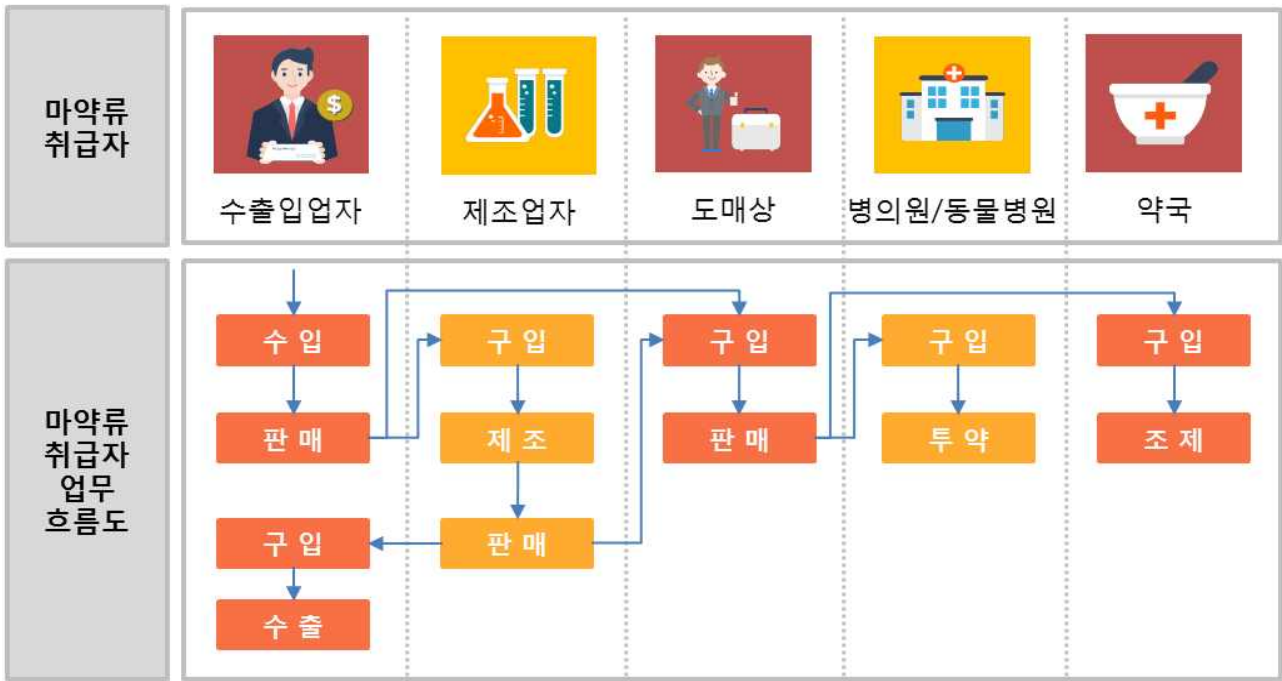 마약류
취급자
수출입업자
제조업자
도매상
병의원/동물병원
약국
마약류
취급자
업무
흐름도
수 입
구 입
구 입
구 입
구 입
판 매
제 조
판 매
투 약
조 제
구 입
판 매
수 출